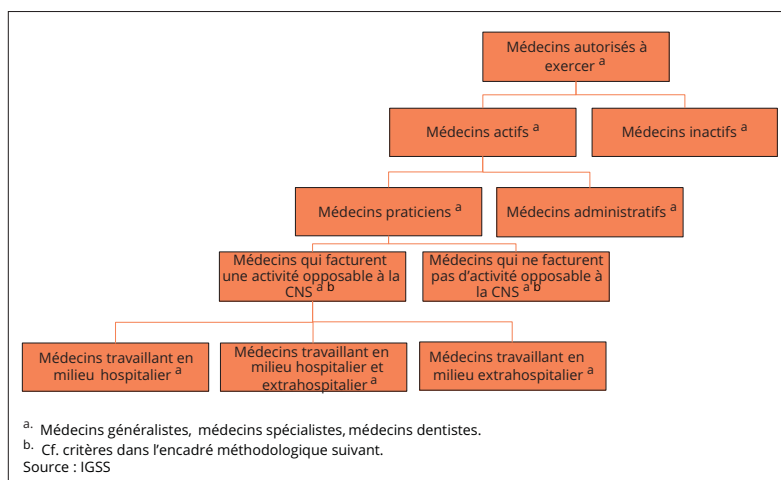 Médecins autorisés à
exercer a
Médecins actifs a
Médecins inactifs a
Médecins praticiens a
Médecins administratifs a
Médecins qui facturent
une activité opposable à la
CNS a b
Médecins qui ne facturent
pas d'activité opposable à
la CNS a b
Médecins travaillant en
milieu hospitalier a
Médecins travaillant en
milieu hospitalier et
extrahospitalier a
Médecins travaillant en
milieu extrahospitalier a
a. Médecins généralistes, médecins spécialistes, médecins dentistes.
b. Cf. critères dans l'encadré méthodologique suivant.
Source : IGSS